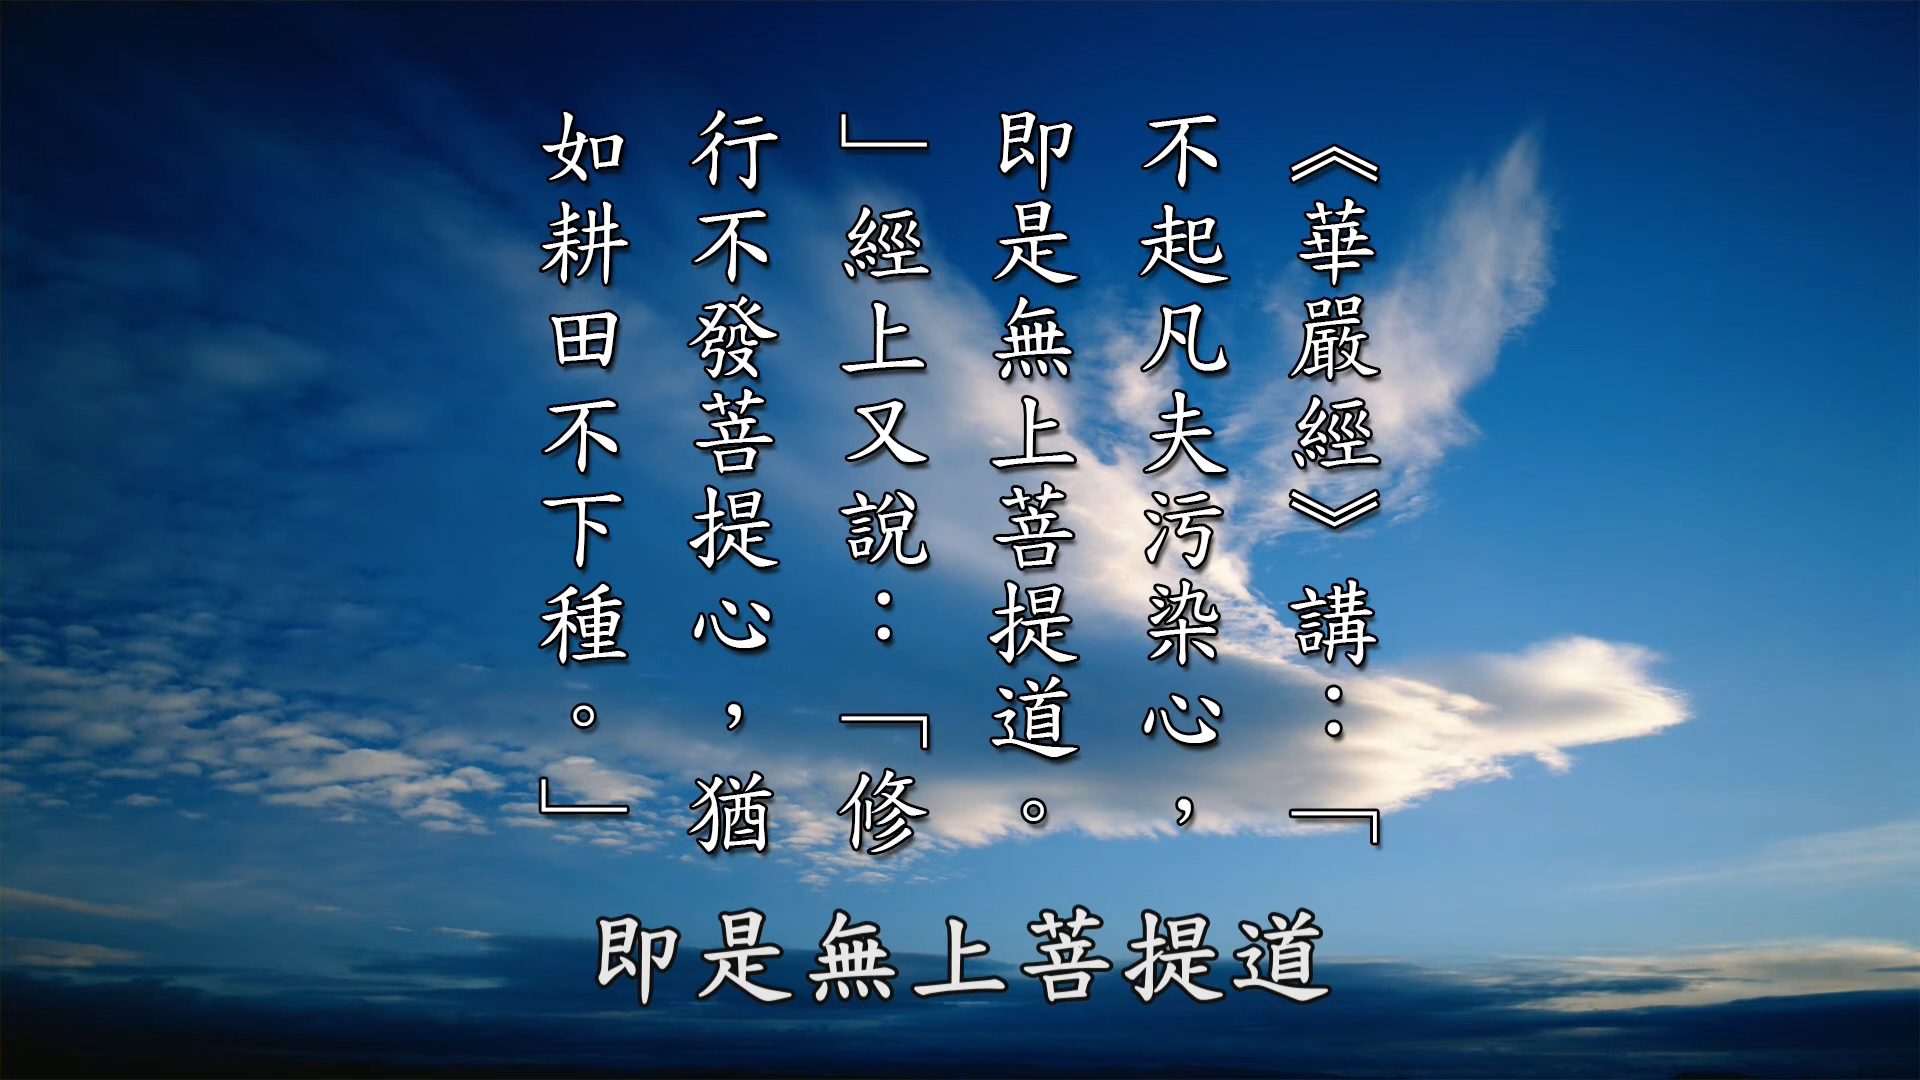 《華嚴經》講：「
不起凡夫污染心，
即是無上菩提道。
」經上又說：「修
行不發菩提心，猶
如耕田不下種。」
即是無上菩提道